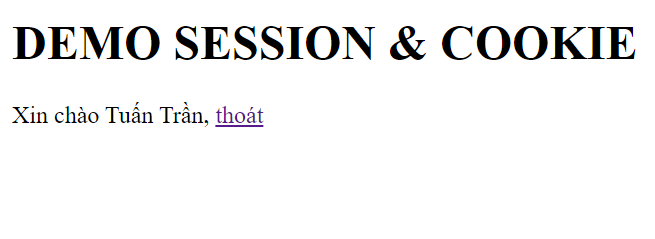 DEMO SESSION & COOKIE
Xin chào Tuấn Trần, thoát